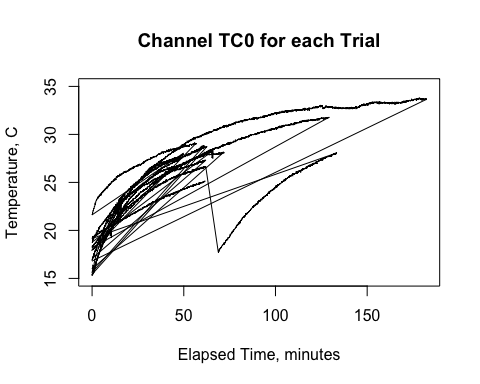 Channel TC0 for each Trial
Temperature, C
35
30
25
20
15
0 50 100 150
Elapsed Time, minutes